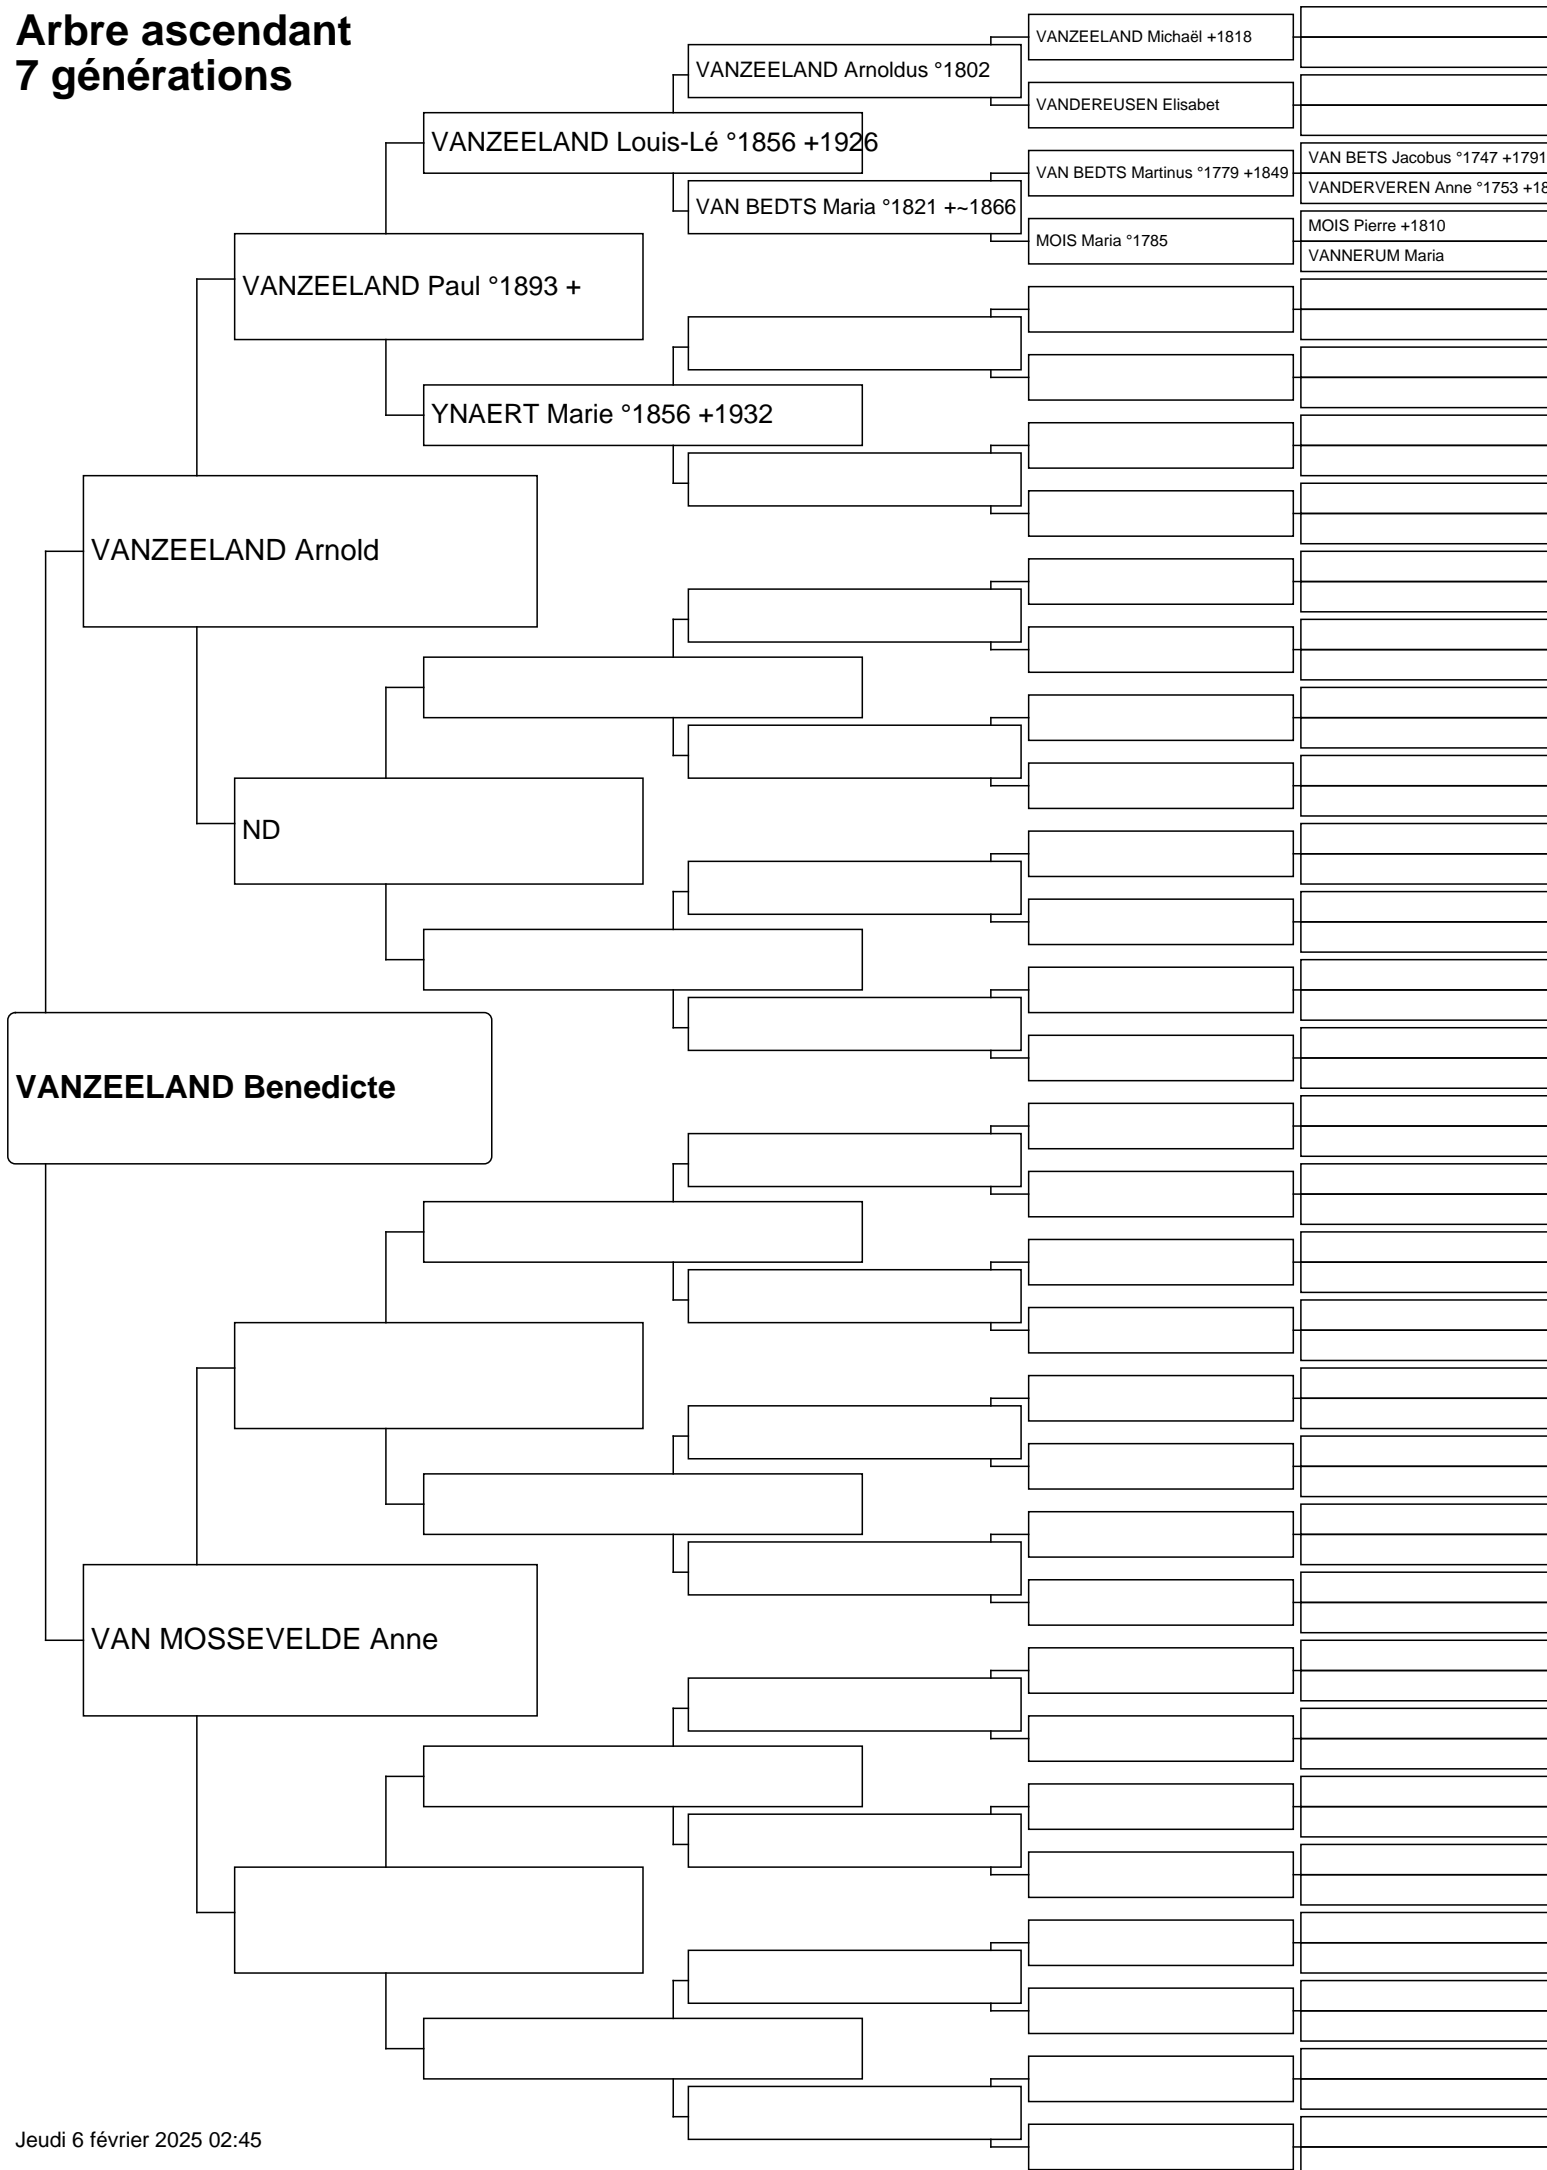 Arbre ascendant
7 générations
VANZEELAND Michaël +1818
VANZEELAND Arnoldus °1802
VANDEREUSEN Elisabet
VANZEELAND Louis-Lé °1856 +1926
VAN BETS Jacobus °1747 +1791
VAN BEDTS Martinus °1779 +1849
VANDERVEREN Anne °1753 +18
VAN BEDTS Maria °1821 +~1866
MOIS Pierre +1810
MOIS Maria °1785
VANNERUM Maria
VANZEELAND Paul °1893 +
YNAERT Marie °1856 +1932
VANZEELAND Arnold
ND
VANZEELAND Benedicte
VAN MOSSEVELDE Anne
Jeudi 6 février 2025 02:45